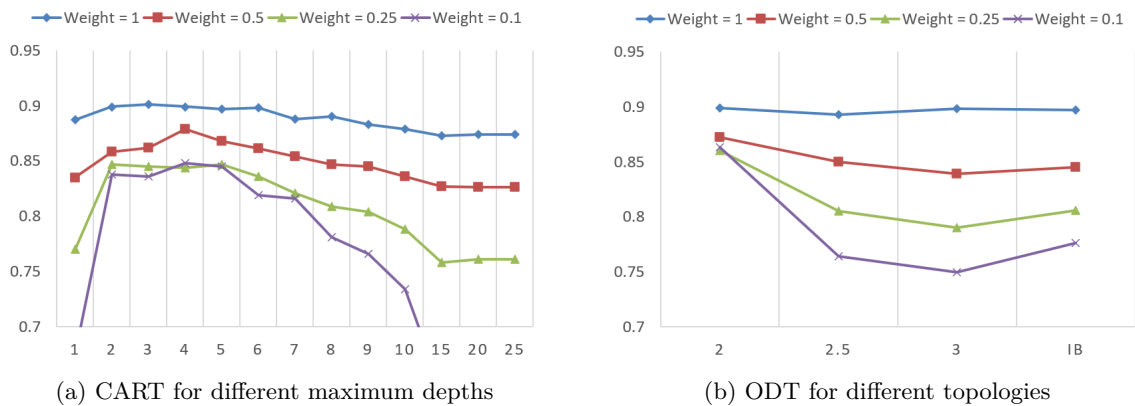 Weight = 1 Weight = 0.5 Weight = 0.25 Weight = 0.1
0.95
0.9
0.85
0.8
0.75
0.7
1 2 3 4 5 6 7 8 9 10 15 20 25
(a) CART for different maximum depths
Weight = 1 Weight = 0.5 Weight = 0.25 Weight = 0.1
0.95
0.9
0.85
0.8
0.75
0.7
2 2.5 3 IB
(b) ODT for different topologies